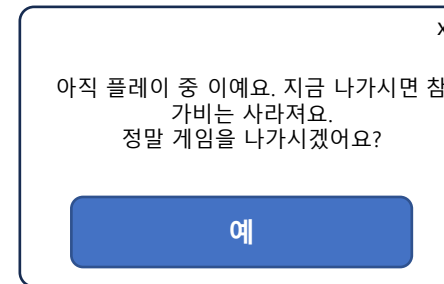 x
아직 플레이 중 이예요. 지금 나가시면 참
가비는 사라져요.
정말 게임을 나가시겠어요?
예